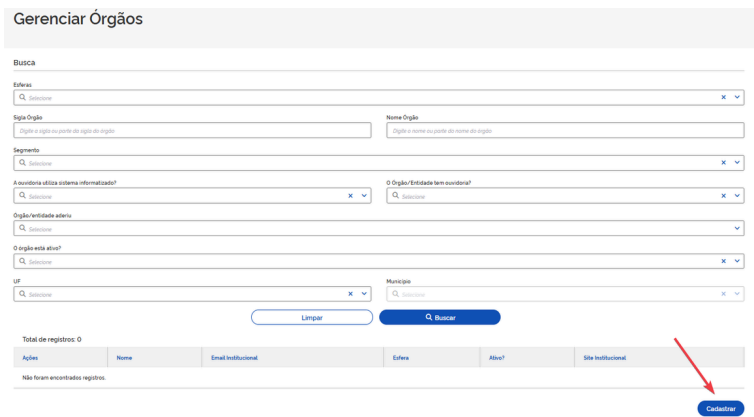 Gerenciar Órgãos
Busca
Esferas
Selecione
Sigla Órgão
Nome Órgão
Digite a sigla ou parte da sigla do órgão
Digite o nome ou parte do nome do órgão
Segmento
Selecione
A ouvidoria utiliza sistema informatizado?
O Órgão/Entidade tem ouvidoria?
Selecione
Selecione
Órgão/entidade aderiu
Selecione
O órgão está ativo?
Selecione
UF
Município
Selecione
Selecione
Limpar
Buscar
Total de registros: 0
Ações Nome Email Institucional Esfera Ativo? Site Institucional
Não foram encontrados registros.
Cadastrar